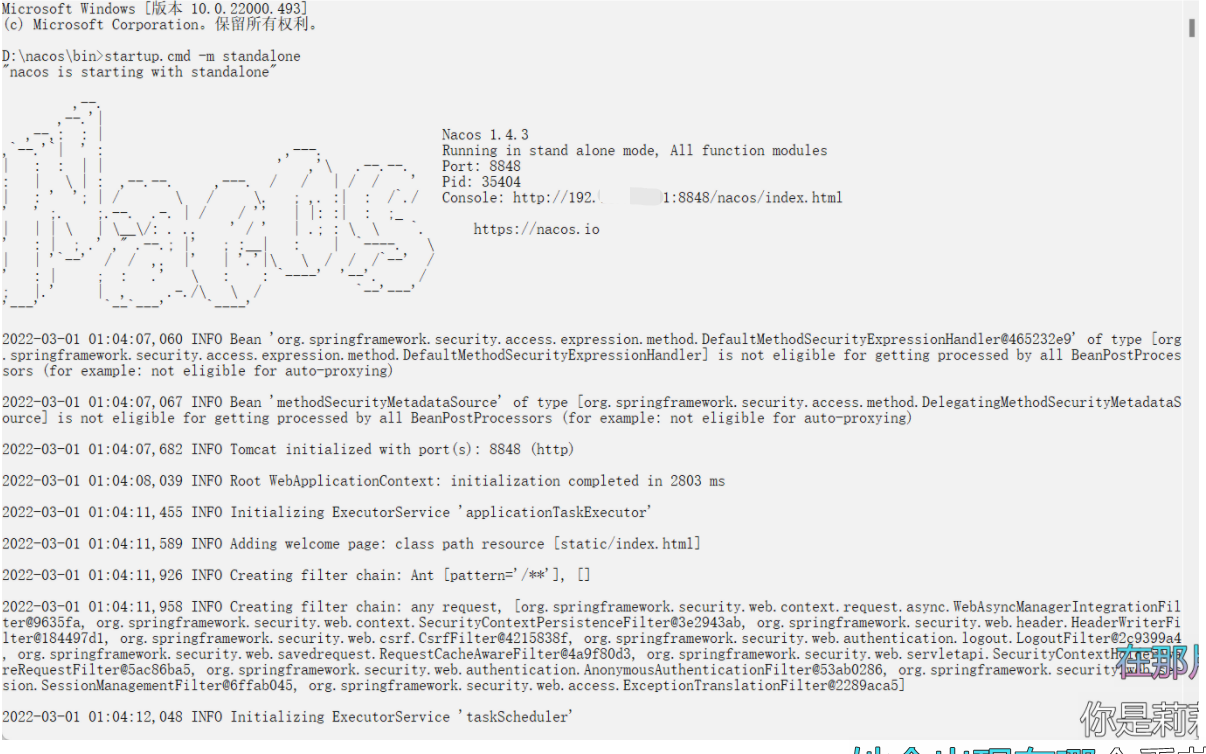 Microsoft Windows [版本 10.0.22000.493]
(c) Microsoft Corporation。保留所有权利。
D:\nacos\bin>startup.cmd -m standalone
"nacos is starting with standalone"
Nacos 1.4.3
Running in stand alone mode, All function modules
Port: 8848
Pid: 35404
Console: http://192. 1:8848/nacos/index.html
https://nacos.io
2022-03-01 01:04:07,060 INFO Bean 'org.springframework.security.access.expression.method.DefaultMethodSecurityExpressionHandler@465232e9' of type [org
.springframework.security.access.expression.method.DefaultMethodSecurityExpressionHandler] is not eligible for getting processed by all BeanPostProces
sors (for example: not eligible for auto-proxying)
2022-03-01 01:04:07,067 INFO Bean 'methodSecurityMetadataSource' of type [org.springframework.security.access.method.DelegatingMethodSecurityMetadataS
ource] is not eligible for getting processed by all BeanPostProcessors (for example: not eligible for auto-proxying)
2022-03-01 01:04:07,682 INFO Tomcat initialized with port(s): 8848 (http)
2022-03-01 01:04:08,039 INFO Root WebApplicationContext: initialization completed in 2803 ms
2022-03-01 01:04:11,455 INFO Initializing ExecutorService 'applicationTaskExecutor'
2022-03-01 01:04:11,589 INFO Adding welcome page: class path resource [static/index.html]
2022-03-01 01:04:11,926 INFO Creating filter chain: Ant [pattern='/**'], []
2022-03-01 01:04:11,958 INFO Creating filter chain: any request, [org.springframework.security.web.context.request.async.WebAsyncManagerIntegrationFil
ter@9635fa, org.springframework.security.web.context.SecurityContextPersistenceFilter@3e2943ab, org.springframework.security.web.header.HeaderWriterFi
lter@184497d1, org.springframework.security.web.csrf.CsrfFilter@4215838f, org.springframework.security.web.authentication.logout.LogoutFilter@2c9399a4
, org.springframework.security.web.savedrequest.RequestCacheAwareFilter@4a9f80d3, org.springframework.security.web.servletapi.SecurityContextH
reRequestFilter@5ac86ba5, org.springframework.security.web.authentication.AnonymousAuthenticationFilter@53ab0286, org.springframework.security
sion.SessionManagementFilter@6ffab045, org.springframework.security.web.access.ExceptionTranslationFilter@2289aca5]
在那
2022-03-01 01:04:12,048 INFO Initializing ExecutorService 'taskScheduler'
你是莉